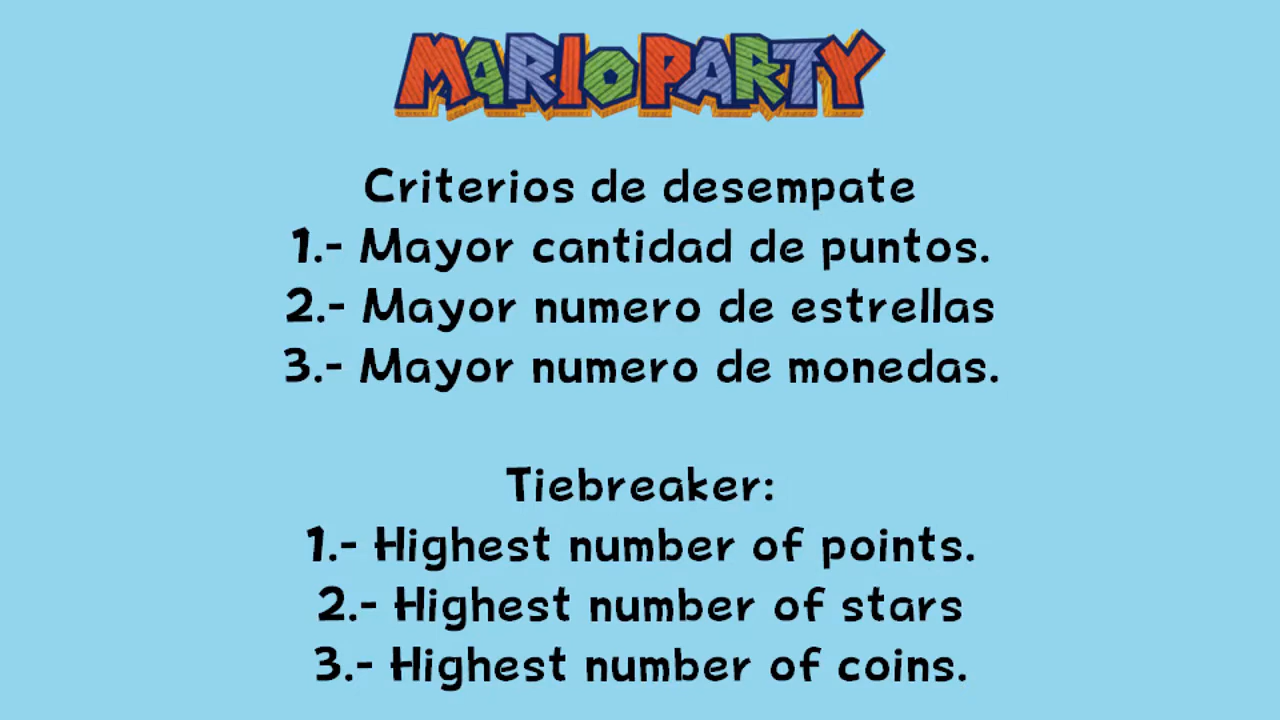 MARIO PARTY
Criterios de desempate
1.- Mayor cantidad de puntos.
2.- Mayor numero de estrellas
3.- Mayor numero de monedas.
Tiebreaker:
1.- Highest number of points.
2.- Highest number of stars
3.- Highest number of coins.